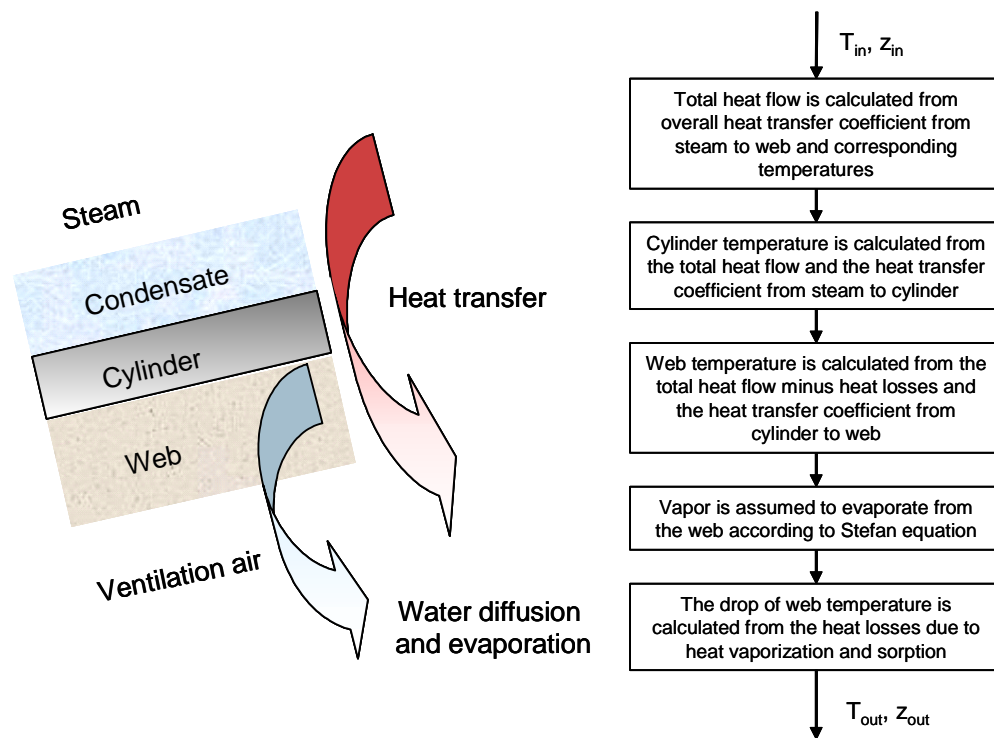 Steam
Condensate
Cylinder
Web
Heat transfer
Ventilation air
Water diffusion
and evaporation
Tin, zin
Total heat flow is calculated from
overall heat transfer coefficient from
steam to web and corresponding
temperatures
Cylinder temperature is calculated from
the total heat flow and the heat transfer
coefficient from steam to cylinder
Web temperature is calculated from the
total heat flow minus heat losses and
the heat transfer coefficient from
cylinder to web
Vapor is assumed to evaporate from
the web according to Stefan equation
The drop of web temperature is
calculated from the heat losses due to
heat vaporization and sorption
Tout, zout